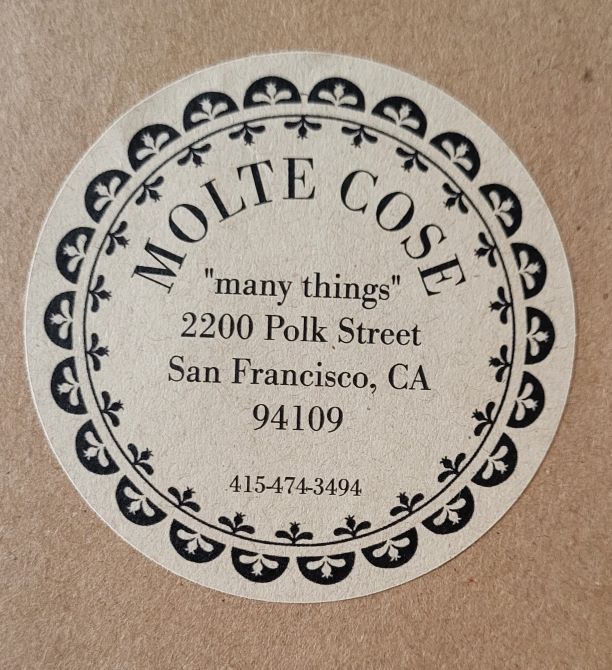 MOLTE COSE
"many things"
2200 Polk Street
San Francisco, CA
94109
415-474-3494